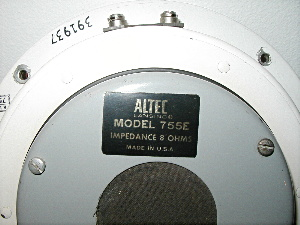 391937
ALTEC
LANSING®
MODEL 755E
IMPEDANCE 8 OHMS
MADE IN U.S.A.